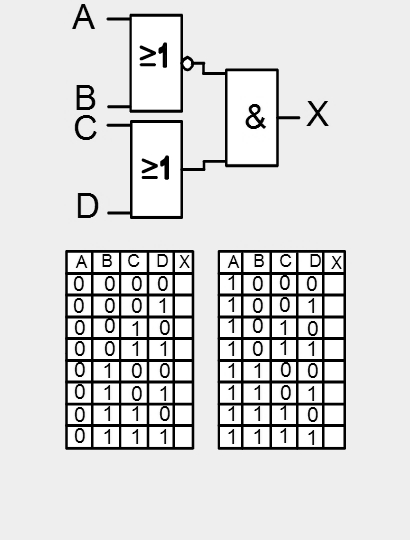 A
≥1
B
C
&
X
≥1
D
A B C D X
0 0 0 0
0 0 0 1
0 0 1 0
0 0 1 1
0 1 0 0
0 1 0 1
0 1 1 0
0 1 1 1
A B C D X
1 0 0 0
1 0 0 1
1 0 1 0
1 0 1 1
1 1 0 0
1 1 0 1
1 1 1 0
1 1 1 1